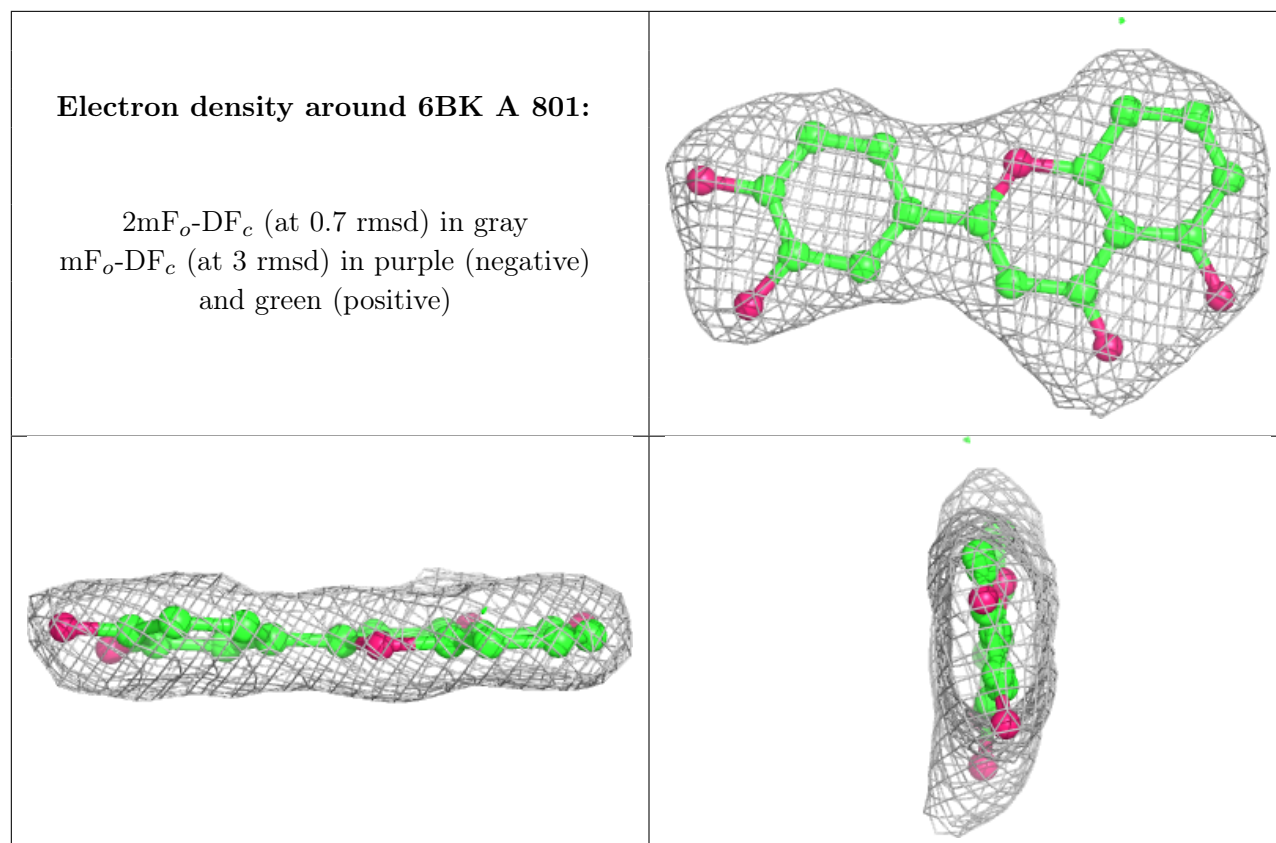 Electron density around 6BK A 801:
2mFo-DFc (at 0.7 rmsd) in gray
mFo-DFc (at 3 rmsd) in purple (negative)
and green (positive)